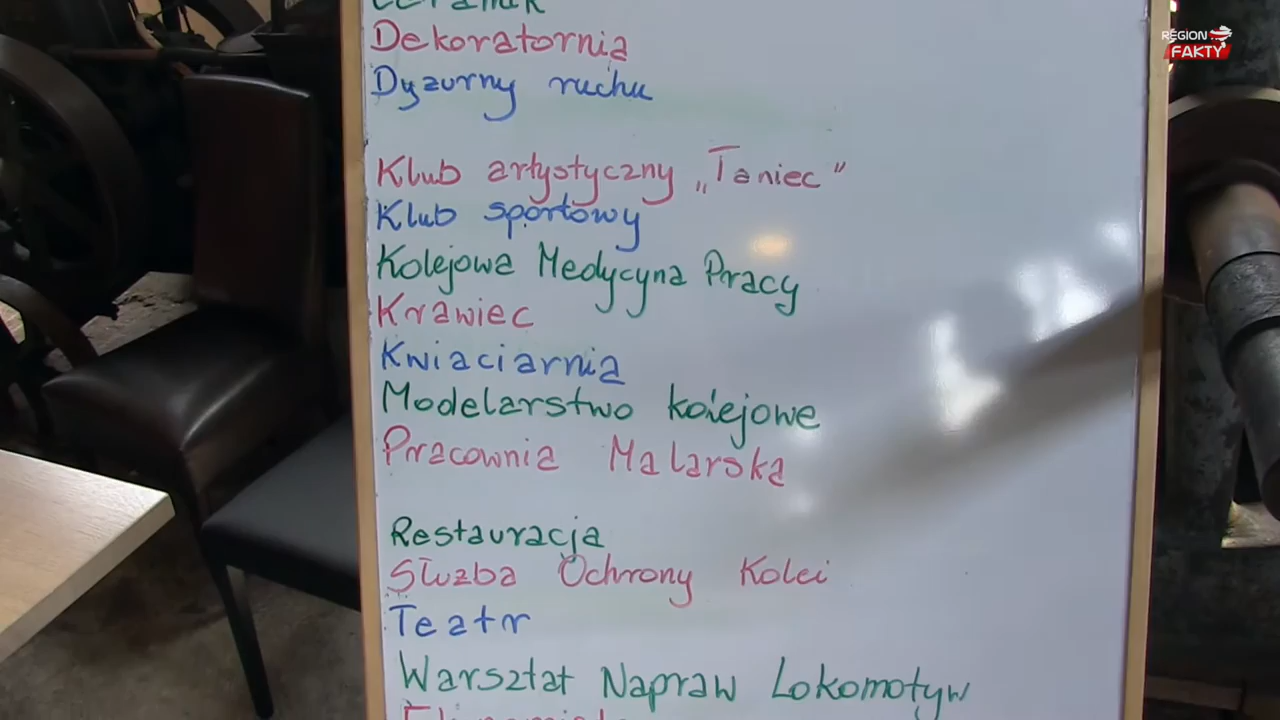 Dekoratornia
Dyzurny ruchu
Klub artystyczny „Taniec”
Klub sportowy
Kolejowa Medycyna Pracy
Krawiec
Kwiaciarnia
Modelarstwo kolejowe
Pracownia Malarska
Restauracja
Służba Ochrony Kolei
Teatr
Warsztat Napraw Lokomotyw
REGION
FAKTY